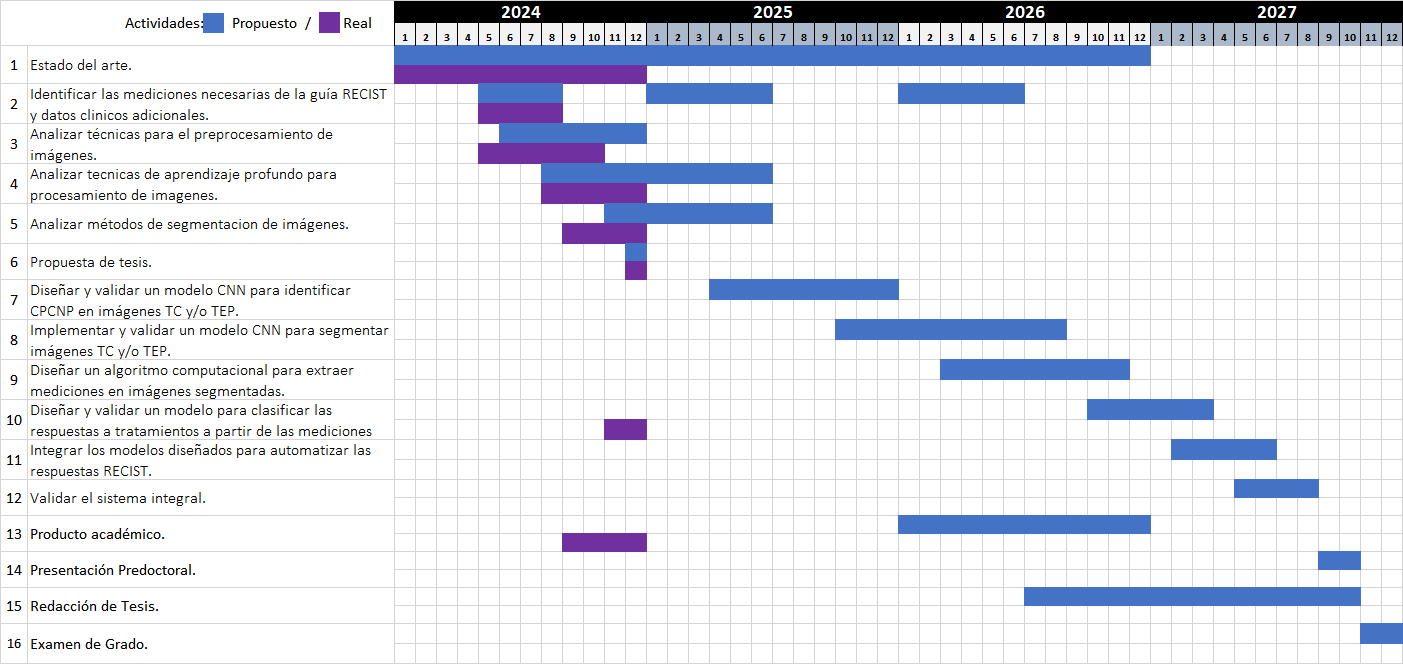 Actividades: Propuesto / Real
2024 2025 2026 2027
1 2 3 4 5 6 7 8 9 10 11 12 1 2 3 4 5 6 7 8 9 10 11 12 1 2 3 4 5 6 7 8 9 10 11 12 1 2 3 4 5 6 7 8 9 10 11 12
1 Estado del arte.
2 Identificar las mediciones necesarias de la guía RECIST
y datos clinicos adicionales.
3 Analizar técnicas para el preprocesamiento de
imágenes.
4 Analizar tecnicas de aprendizaje profundo para
procesamiento de imagenes.
5 Analizar métodos de segmentacion de imágenes.
6 Propuesta de tesis.
7 Diseñar y validar un modelo CNN para identificar
CPCNP en imágenes TC y/o TEP.
8 Implementar y validar un modelo CNN para segmentar
imágenes TC y/o TEP.
9 Diseñar un algoritmo computacional para extraer
mediciones en imágenes segmentadas.
10 Diseñar y validar un modelo para clasificar las
respuestas a tratamientos a partir de las mediciones
11 Integrar los modelos diseñados para automatizar las
respuestas RECIST.
12 Validar el sistema integral.
13 Producto académico.
14 Presentación Predoctoral.
15 Redacción de Tesis.
16 Examen de Grado.